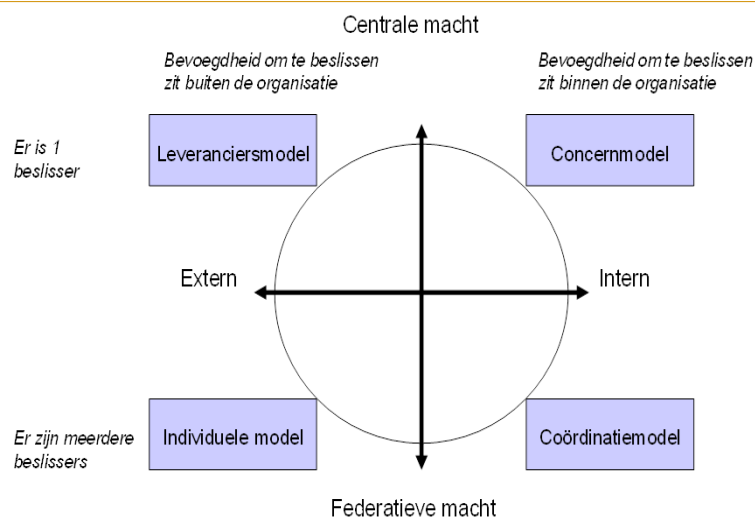 Centrale macht
Bevoegdheid om te beslissen
zit buiten de organisatie
Bevoegdheid om te beslissen
zit binnen de organisatie
Er is 1
beslisser
Leveranciersmodel
Concernmodel
Extern
Intern
Er zijn meerdere
beslissers
Individuele model
Coördinatiemodel
Federatieve macht